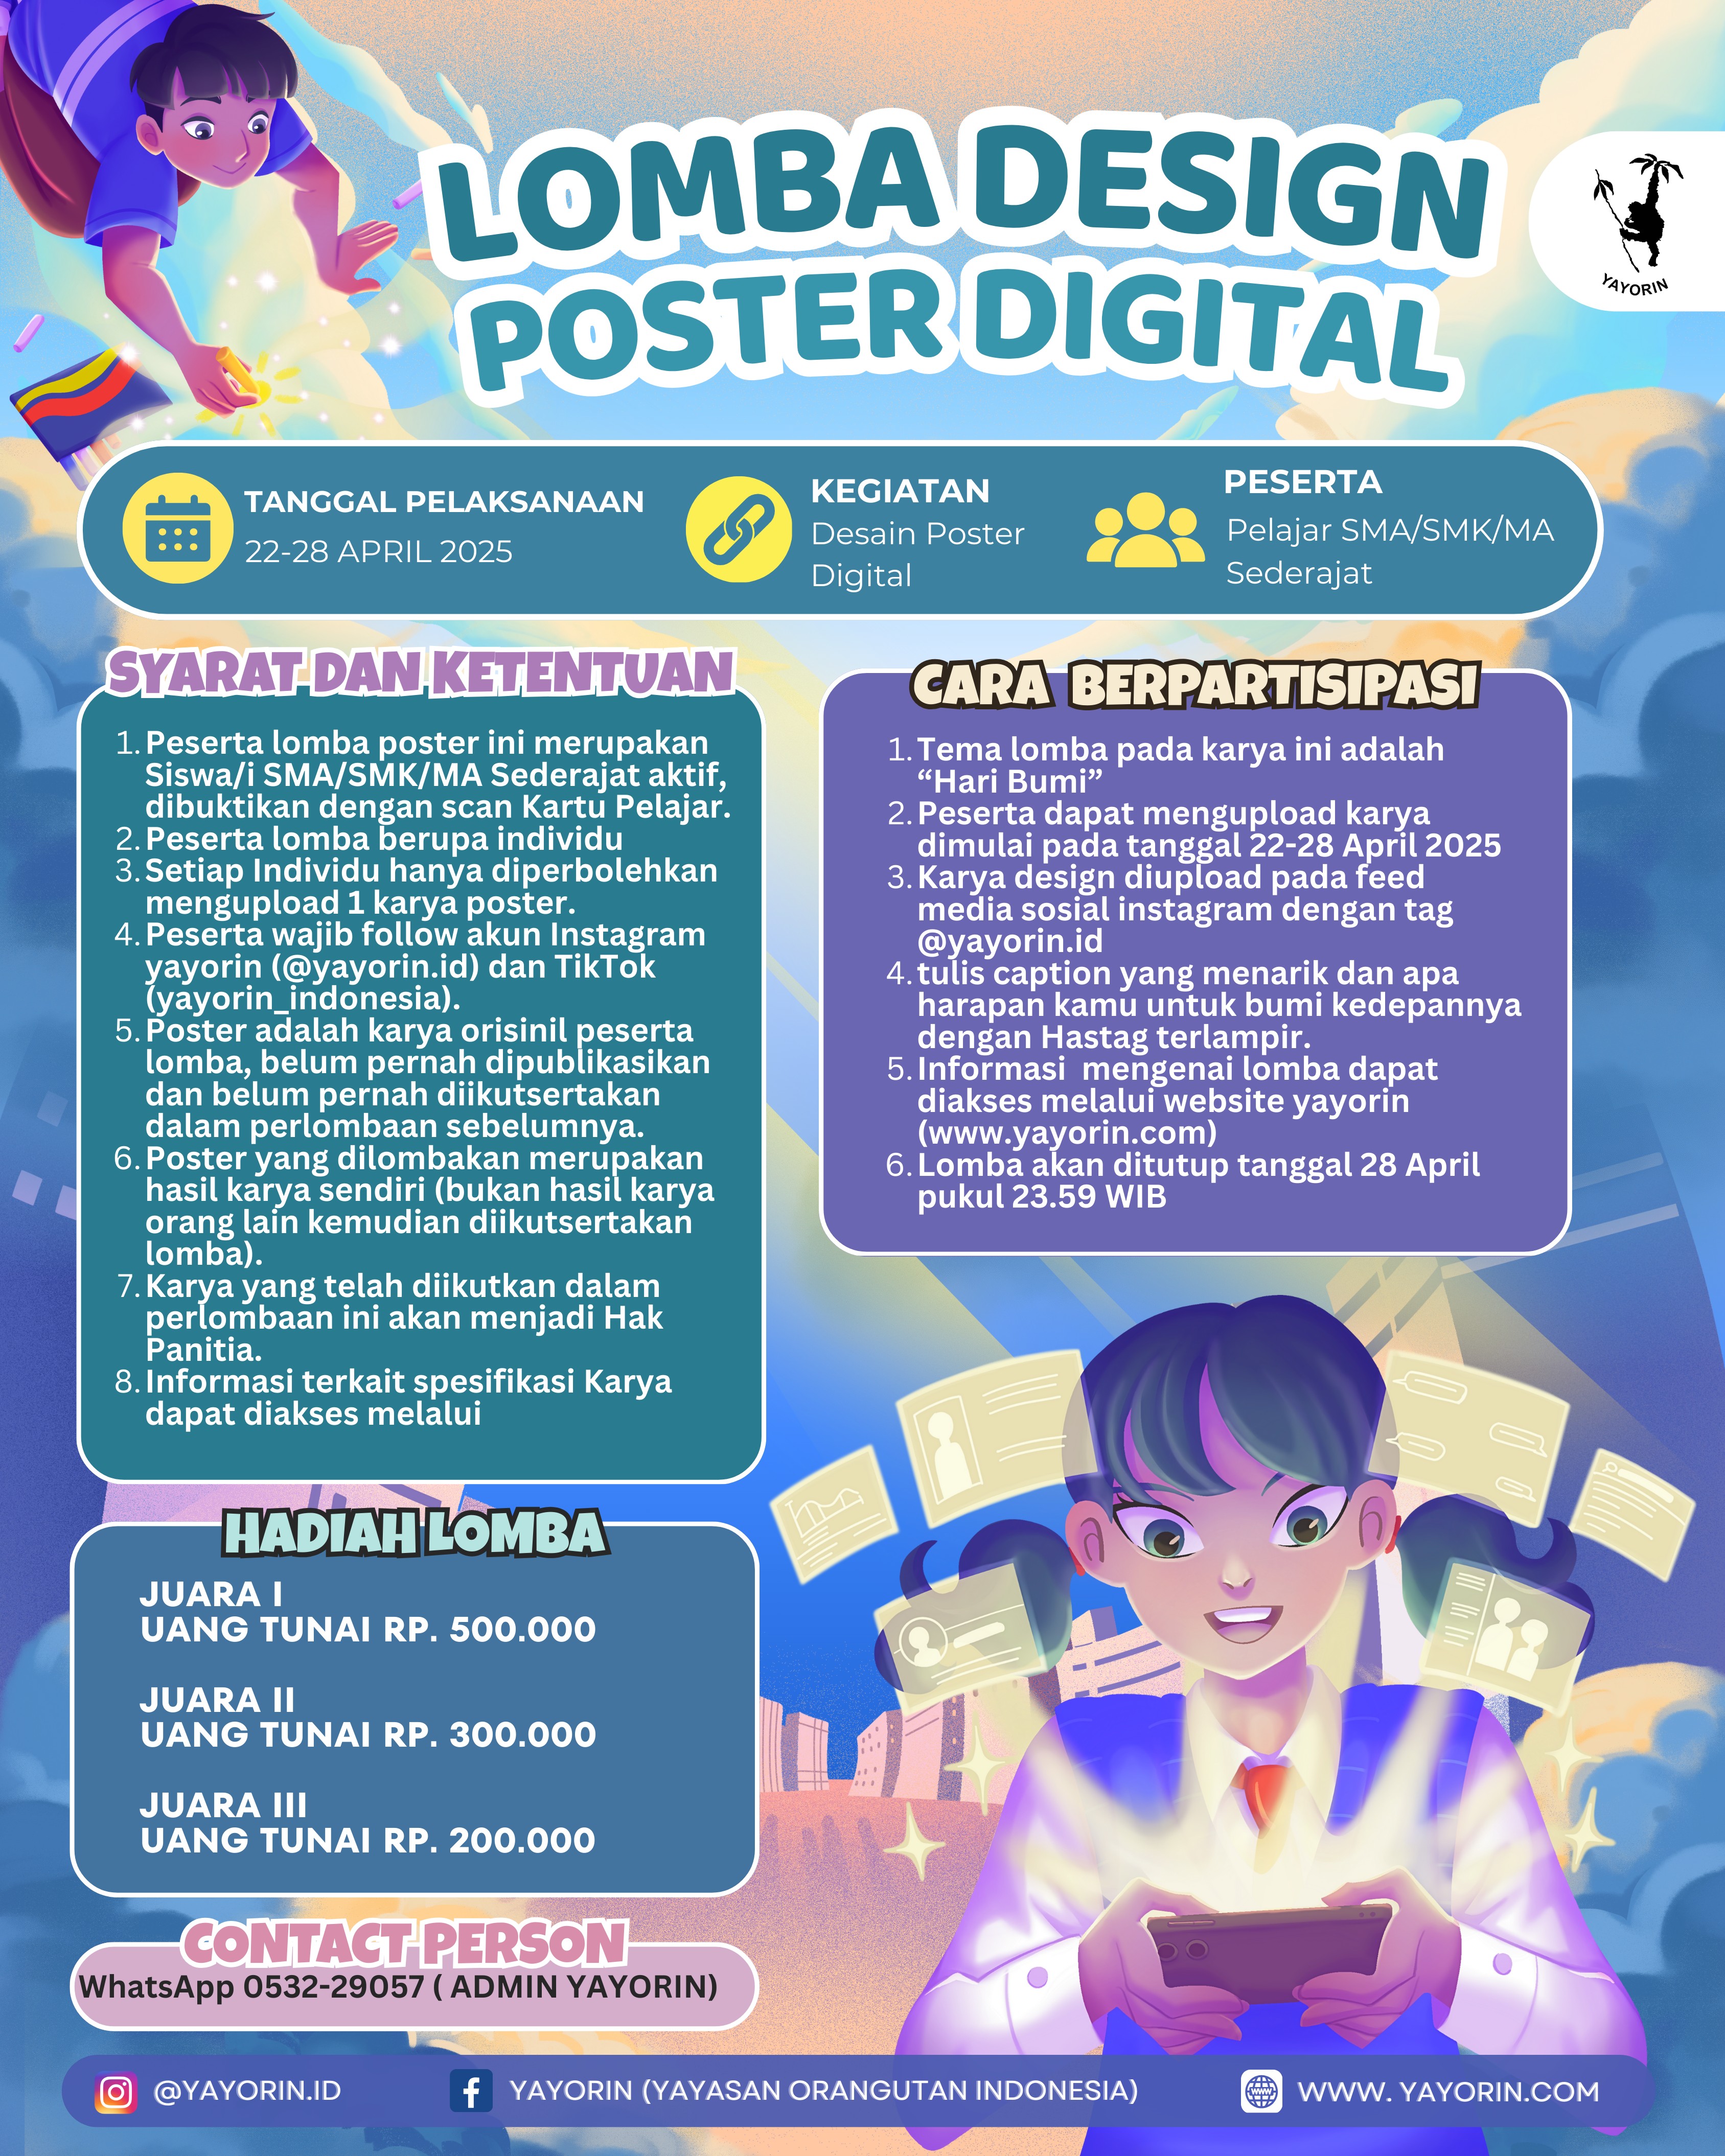 LOMBA DESIGN
POSTER DIGITAL
YAYORIN
TANGGAL PELAKSANAAN
22-28 APRIL 2025
KEGIATAN
Desain Poster
Digital
PESERTA
Pelajar SMA/SMK/MA
Sederajat
SYARAT DAN KETENTUAN
1. Peserta lomba poster ini merupakan
Siswa/i SMA/SMK/MA Sederajat aktif,
dibuktikan dengan scan Kartu Pelajar.
2. Peserta lomba berupa individu
3. Setiap Individu hanya diperbolehkan
mengupload 1 karya poster.
4. Peserta wajib follow akun Instagram
yayorin (@yayorin.id) dan TikTok
(yayorin_indonesia).
5. Poster adalah karya orisinil peserta
lomba, belum pernah dipublikasikan
dan belum pernah diikutsertakan
dalam perlombaan sebelumnya.
6. Poster yang dilombakan merupakan
hasil karya sendiri (bukan hasil karya
orang lain kemudian diikutsertakan
lomba).
7. Karya yang telah diikutkan dalam
perlombaan ini akan menjadi Hak
Panitia.
8. Informasi terkait spesifikasi Karya
dapat diakses melalui
CARA BERPARTISIPASI
1. Tema lomba pada karya ini adalah
“Hari Bumi”
2. Peserta dapat mengupload karya
dimulai pada tanggal 22-28 April 2025
3. Karya design diupload pada feed
media sosial instagram dengan tag
@yayorin.id
4. tulis caption yang menarik dan apa
harapan kamu untuk bumi kedepannya
dengan Hastag terlampir.
5. Informasi mengenai lomba dapat
diakses melalui website yayorin
(www.yayorin.com)
6. Lomba akan ditutup tanggal 28 April
pukul 23.59 WIB
HADIAH LOMBA
JUARA I
UANG TUNAI RP. 500.000
JUARA II
UANG TUNAI RP. 300.000
JUARA III
UANG TUNAI RP. 200.000
CONTACT PERSON
WhatsApp 0532-29057 ( ADMIN YAYORIN)
@YAYORIN.ID
YAYORIN (YAYASAN ORANGUTAN INDONESIA)
WWW. YAYORIN.COM